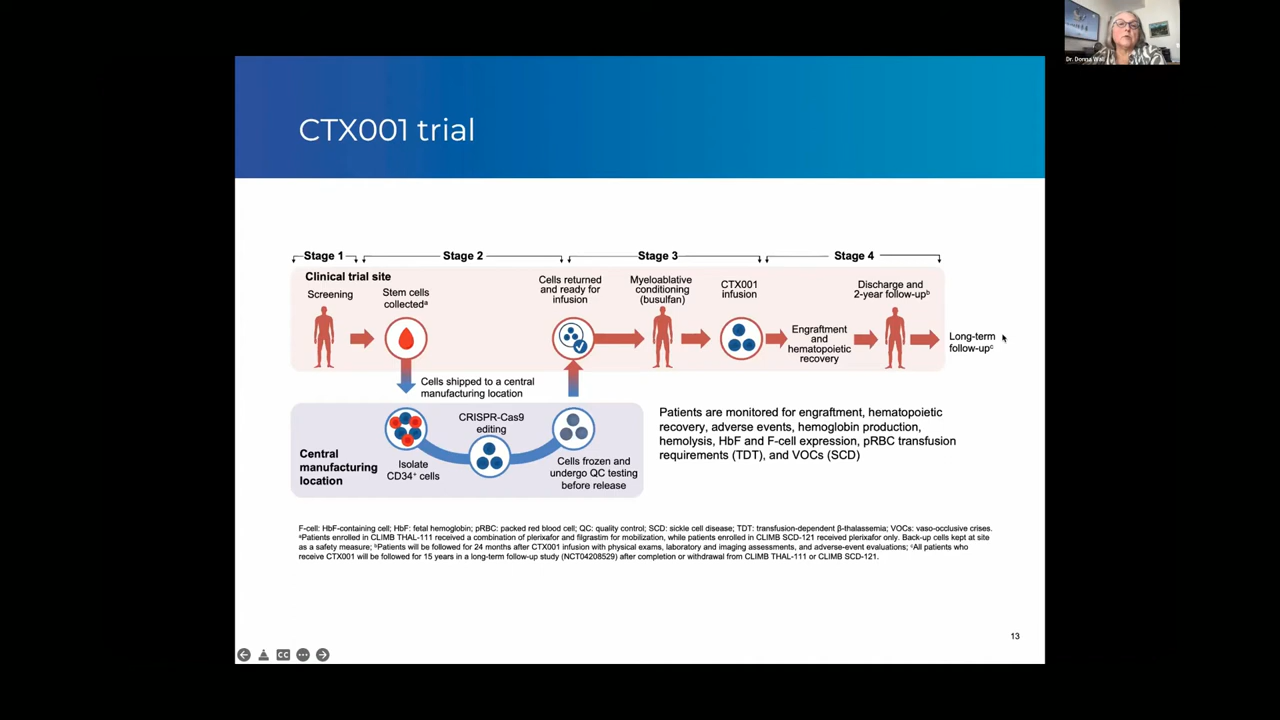 Dr. Donna Wall
CTX001 trial
Stage 1
Stage 2
Stage 3
Stage 4
Clinical trial site
Screening
Stem cells
collectedᵃ
Cells returned
and ready for
infusion
Myeloablative
conditioning
(busulfan)
CTX001
infusion
Engraftment
and
hematopoietic
recovery
Discharge and
2-year follow-upᵇ
Long-term
follow-upᶜ
Cells shipped to a central
manufacturing location
Central
manufacturing
location
Isolate
CD34⁺ cells
CRISPR-Cas9
editing
Cells frozen and
undergo QC testing
before release
Patients are monitored for engraftment, hematopoietic
recovery, adverse events, hemoglobin production,
hemolysis, HbF and F-cell expression, pRBC transfusion
requirements (TDT), and VOCs (SCD)
F-cell: HbF-containing cell; HbF: fetal hemoglobin; pRBC: packed red blood cell; QC: quality control; SCD: sickle cell disease; TDT: transfusion-dependent β-thalassemia; VOCs: vaso-occlusive crises.
ᵃPatients enrolled in CLIMB THAL-111 received a combination of plerixafor and filgrastim for mobilization, while patients enrolled in CLIMB SCD-121 received plerixafor only. Back-up cells kept at site
as a safety measure; ᵇPatients will be followed for 24 months after CTX001 infusion with physical exams, laboratory and imaging assessments, and adverse-event evaluations; ᶜAll patients who
receive CTX001 will be followed for 15 years in a long-term follow-up study (NCT04208529) after completion or withdrawal from CLIMB THAL-111 or CLIMB SCD-121.
13
CC